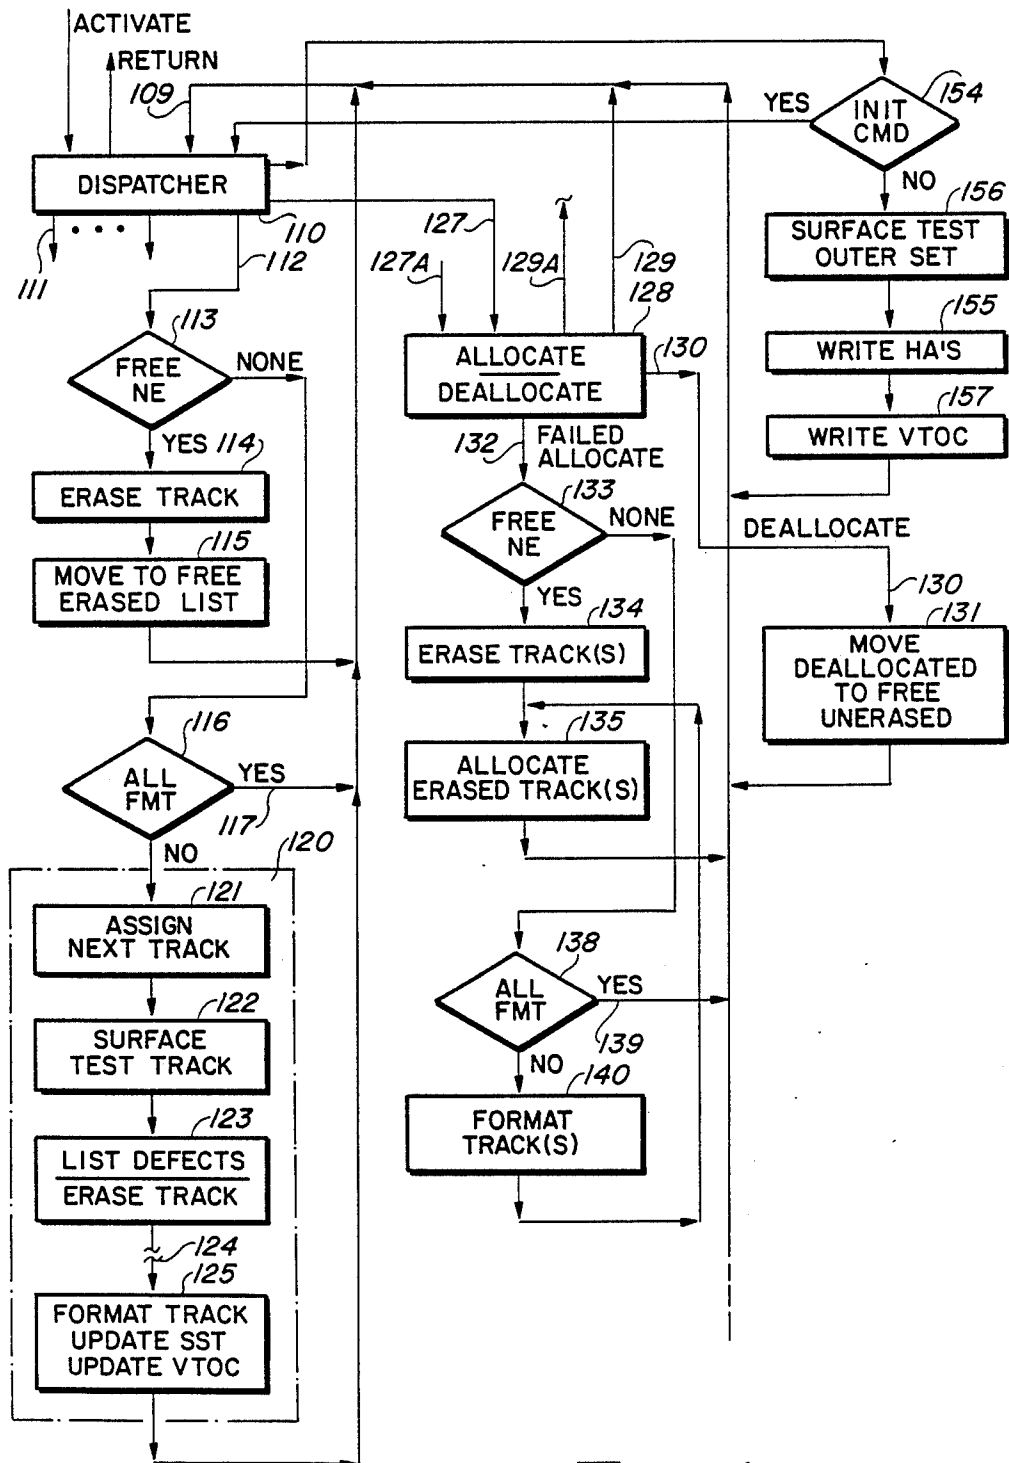 ACTIVATE
RETURN
109
DISPATCHER
110
111
112
113
FREE
NE
NONE
YES 114
ERASE TRACK
115
MOVE TO FREE
ERASED LIST
116
ALL
FMT
YES
117
NO
120
121
ASSIGN
NEXT TRACK
122
SURFACE
TEST TRACK
123
LIST DEFECTS
ERASE TRACK
124
125
FORMAT TRACK
UPDATE SST
UPDATE VTOC
127
127A
129A
129
128
ALLOCATE
DEALLOCATE
130
132
FAILED
ALLOCATE
133
FREE
NE
NONE
YES
134
ERASE TRACK(S)
135
ALLOCATE
ERASED TRACK(S)
138
ALL
FMT
YES
139
NO
140
FORMAT
TRACK(S)
YES
154
INIT
CMD
NO
156
SURFACE TEST
OUTER SET
155
WRITE HA'S
157
WRITE VTOC
DEALLOCATE
130
131
MOVE
DEALLOCATED
TO FREE
UNERASED